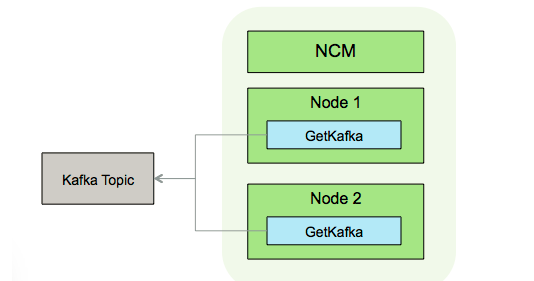 NCM
Node 1
GetKafka
Kafka Topic
Node 2
GetKafka